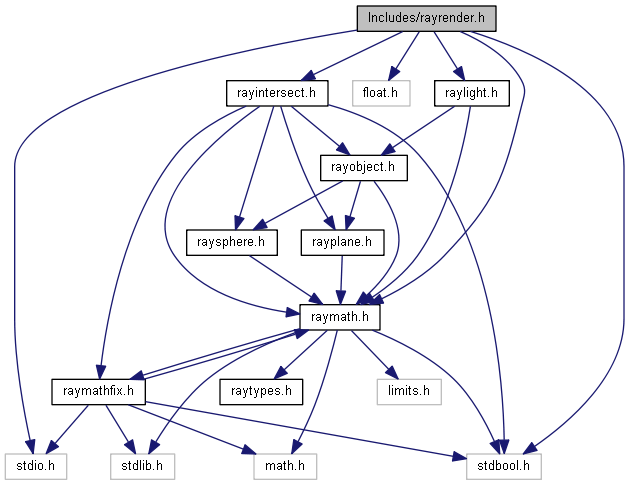 Includes/rayrender.h
rayintersect.h
float.h
raylight.h
rayobject.h
raysphere.h
rayplane.h
raymath.h
raymathfix.h
raytypes.h
limits.h
stdio.h
stdlib.h
math.h
stdbool.h